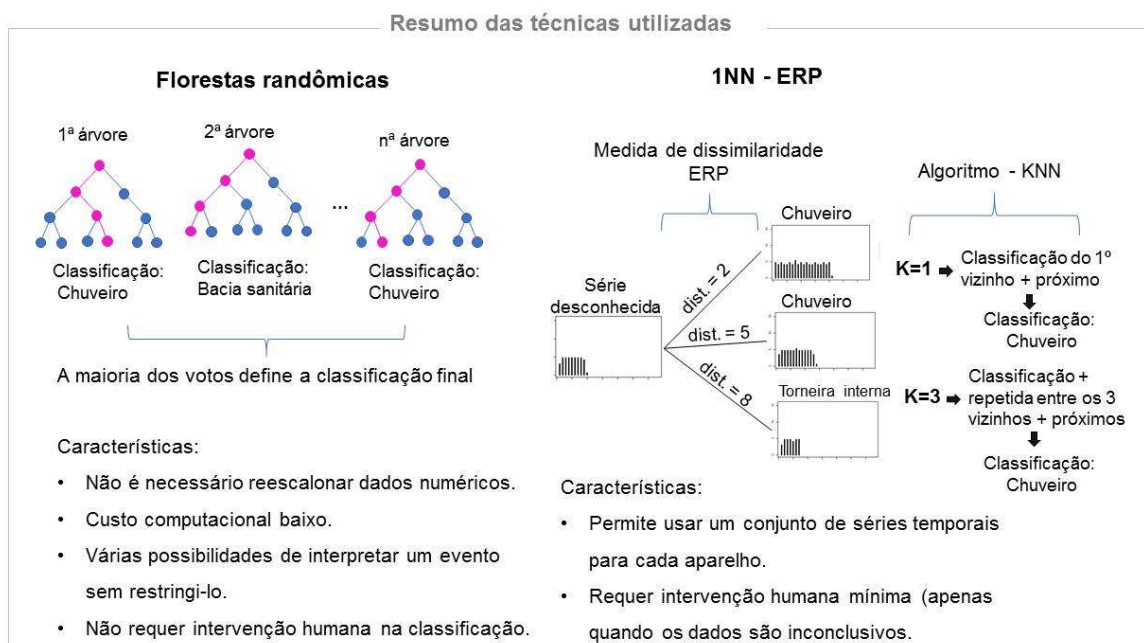 Resumo das técnicas utilizadas
Florestas randômicas
1ª árvore
2ª árvore
nª árvore
...
Classificação:
Chuveiro
Classificação:
Bacia sanitária
Classificação:
Chuveiro
A maioria dos votos define a classificação final
Características:
• Não é necessário reescalonar dados numéricos.
• Custo computacional baixo.
• Várias possibilidades de interpretar um evento
sem restringi-lo.
• Não requer intervenção humana na classificação.
1NN - ERP
Medida de dissimilaridade
ERP
Algoritmo - KNN
Série
desconhecida
dist. = 2
dist. = 5
dist. = 8
Chuveiro
Chuveiro
Torneira interna
K=1
Classificação do 1º
vizinho + próximo
Classificação:
Chuveiro
K=3
Classificação +
repetida entre os 3
vizinhos + próximos
Classificação:
Chuveiro
Características:
• Permite usar um conjunto de séries temporais
para cada aparelho.
• Requer intervenção humana mínima (apenas
quando os dados são inconclusivos.